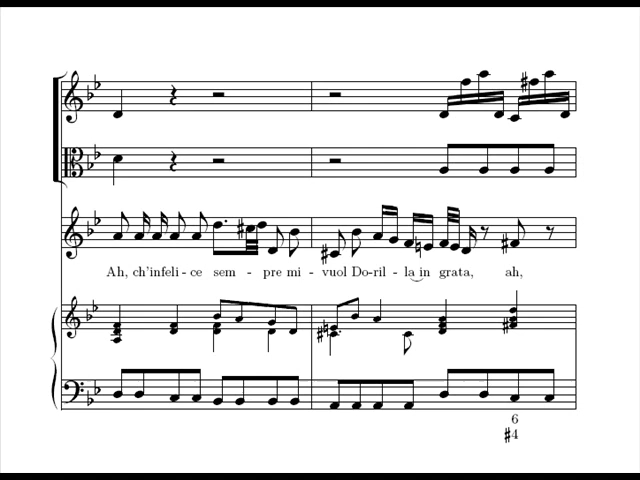 Ah, ch'infeli - ce sem - pre mi - vuol Do-ril - la in grata, ah,
6
♯4